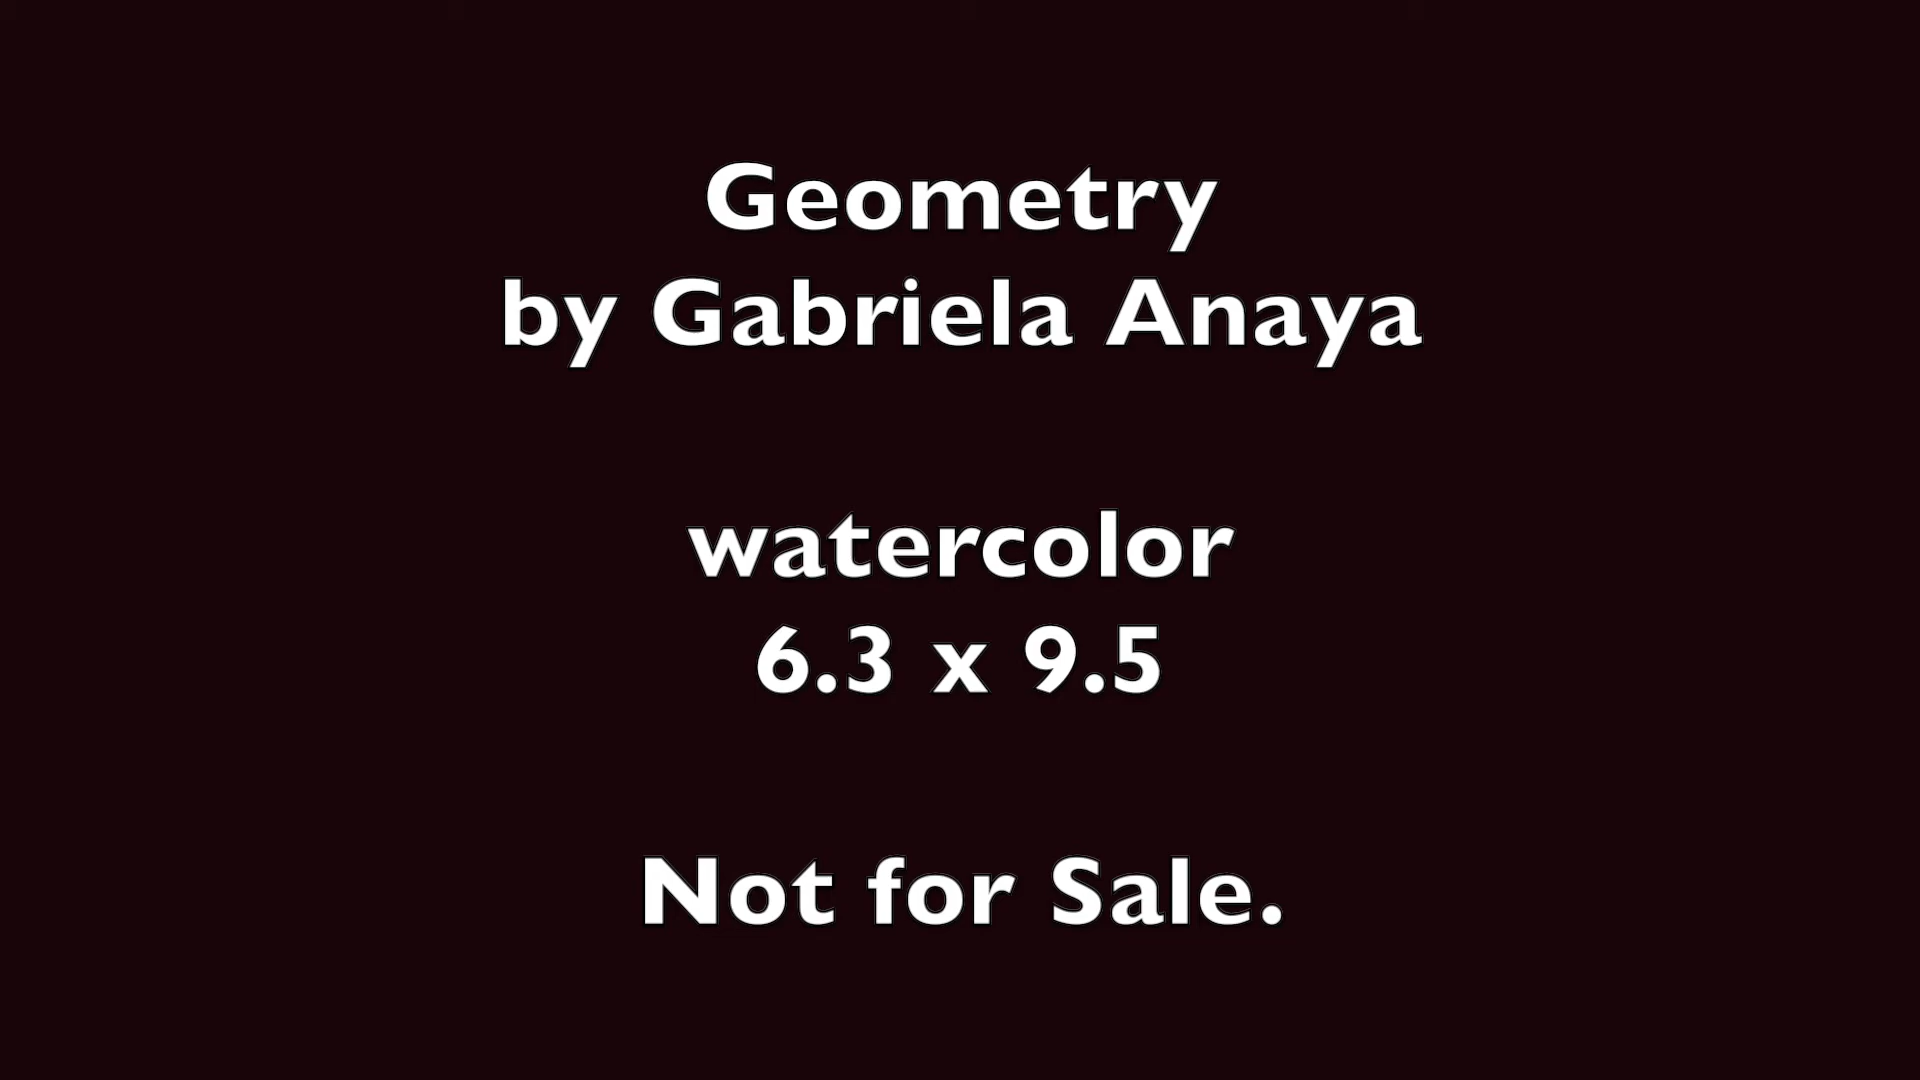 Geometry
by Gabriela Anaya
watercolor
6.3 x 9.5
Not for Sale.